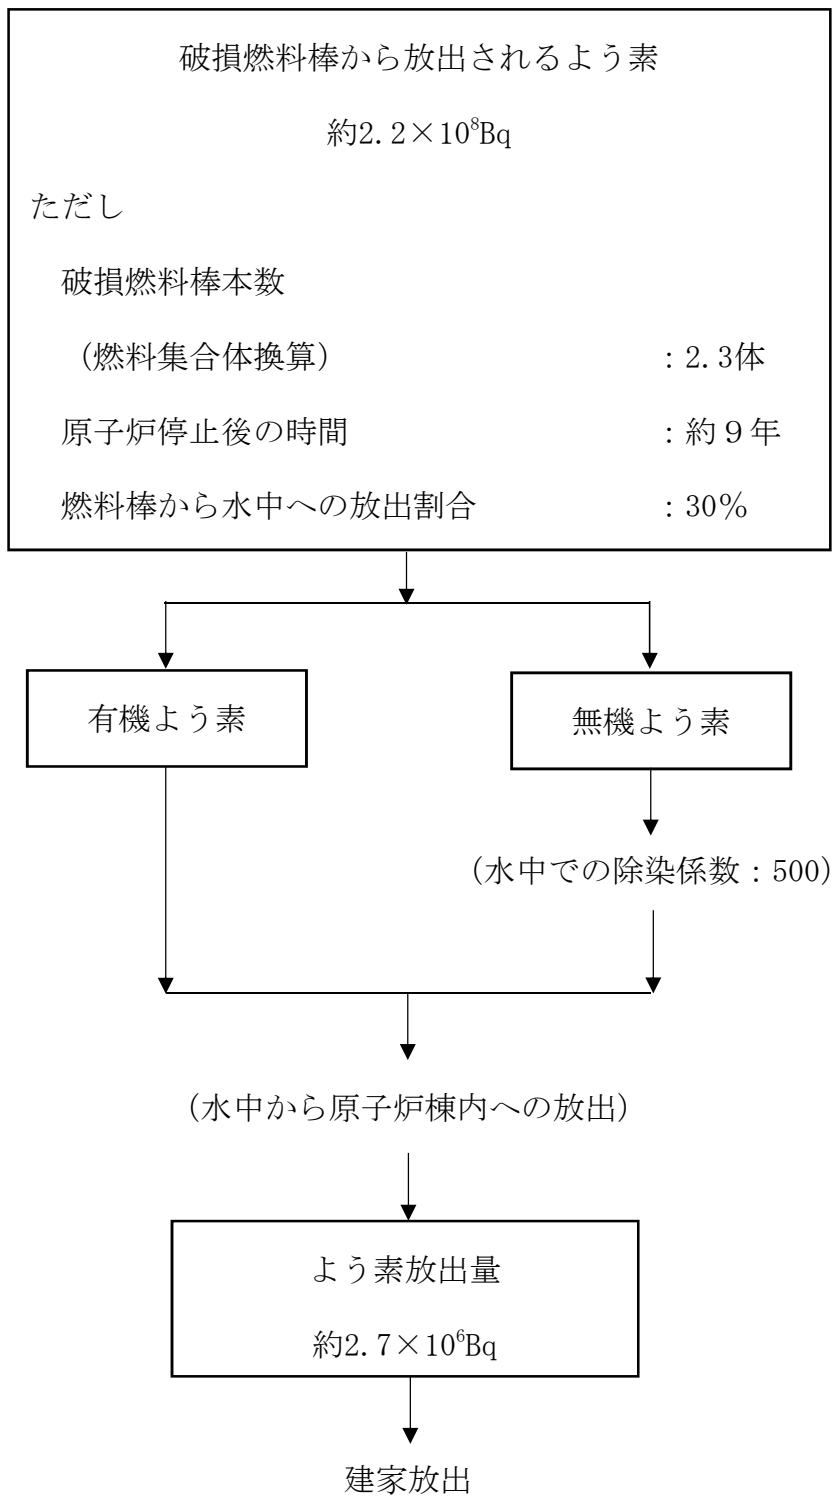 破損燃料棒から放出されるよう素
約2.2×10⁸Bq
ただし
破損燃料棒本数
（燃料集合体換算）：2.3体
原子炉停止後の時間：約９年
燃料棒から水中への放出割合：30％
有機よう素
無機よう素
（水中での除染係数：500）
（水中から原子炉棟内への放出）
よう素放出量
約2.7×10⁶Bq
建家放出